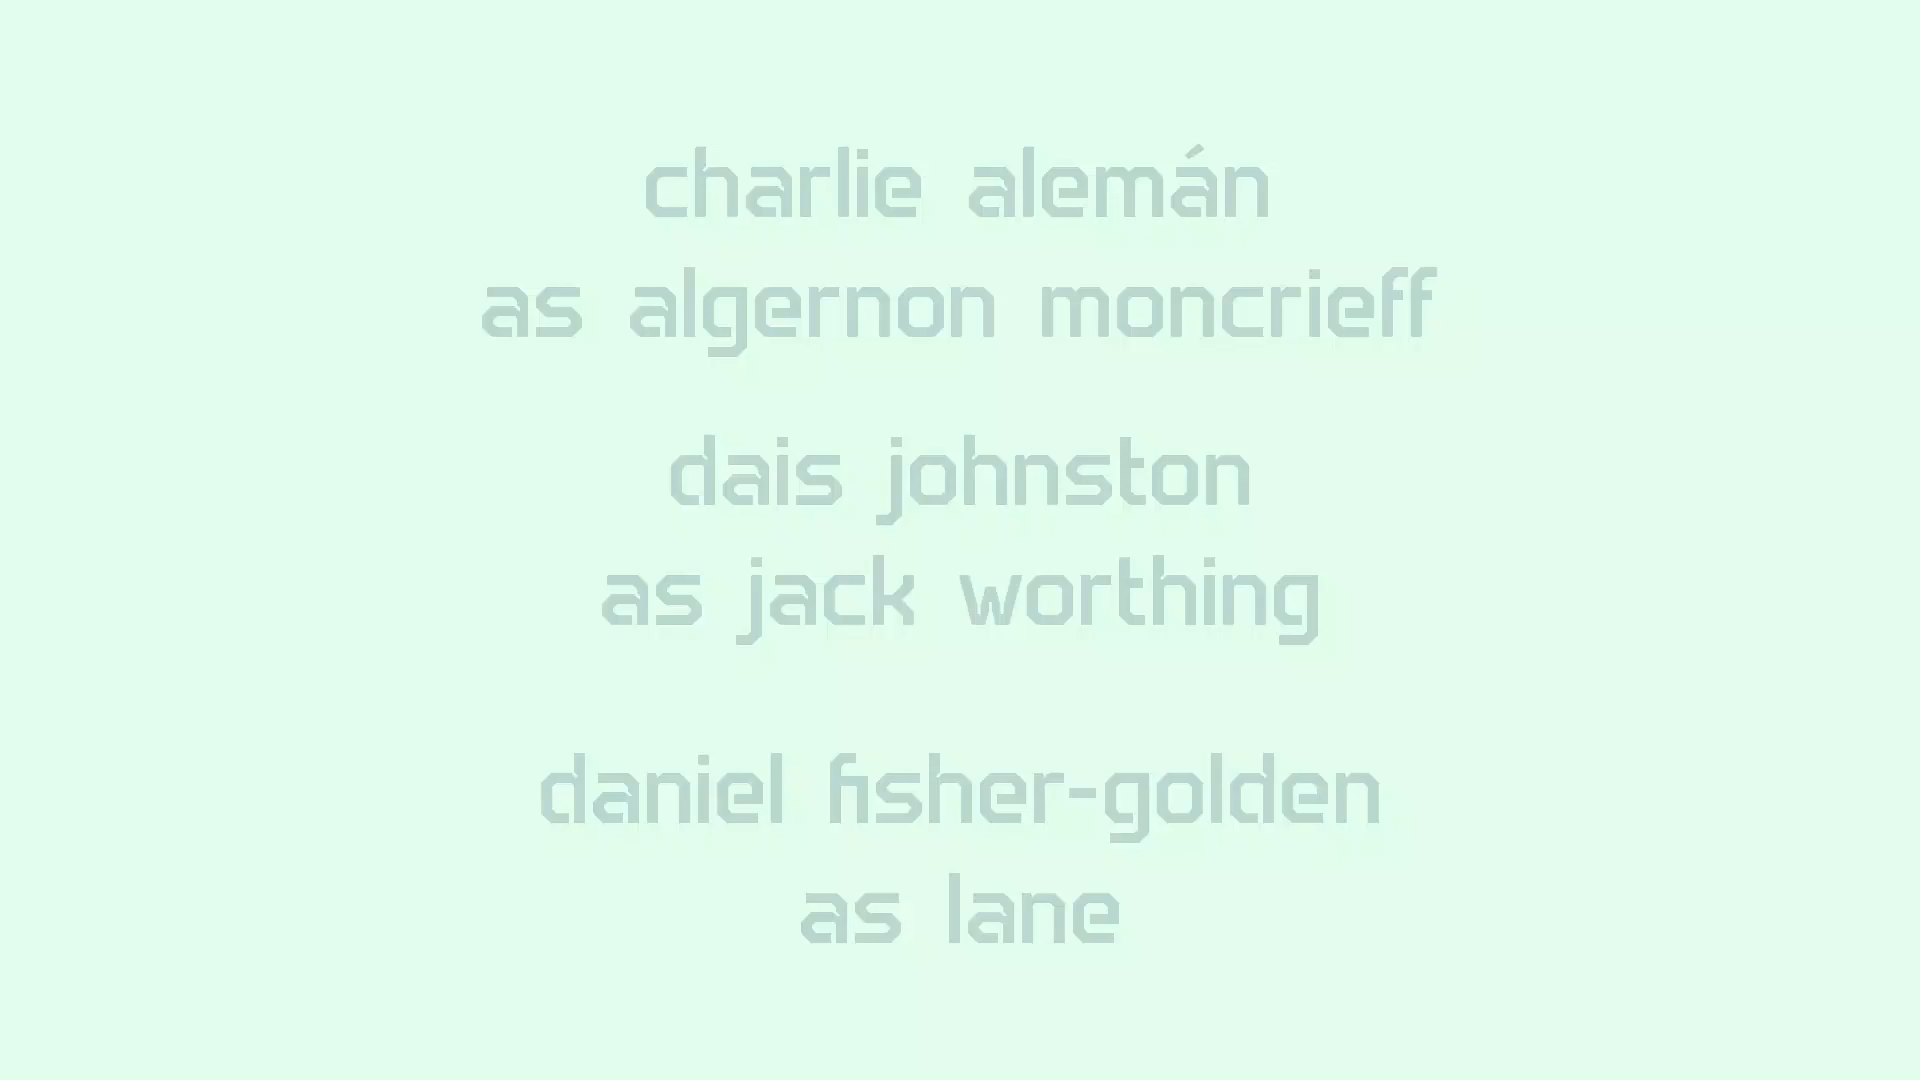 charlie alemán
as algernon moncrieff
dais johnston
as jack worthing
daniel fisher-golden
as lane